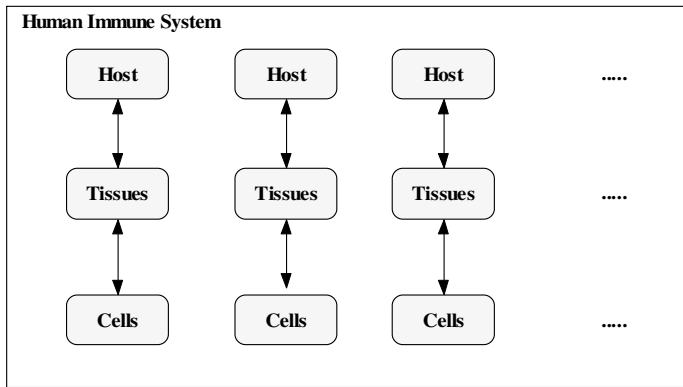 Human Immune System
Host Host Host .....
Tissues Tissues Tissues .....
Cells Cells Cells .....